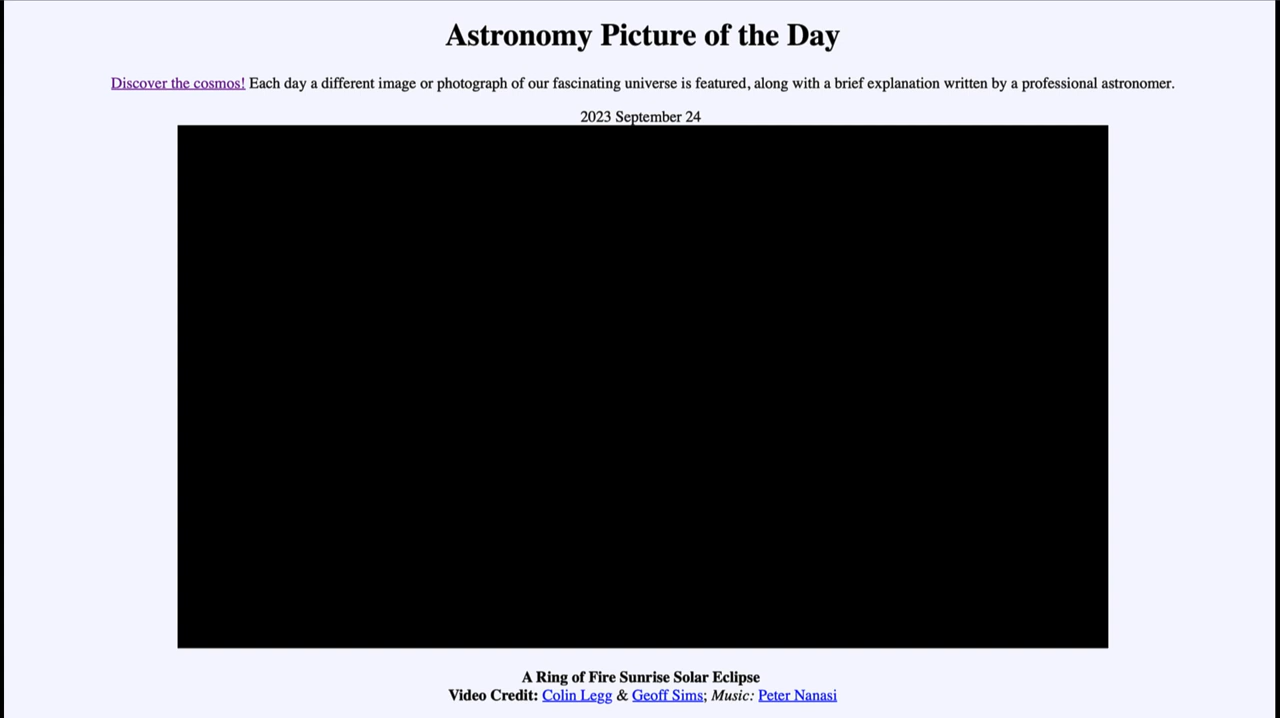 Astronomy Picture of the Day
Discover the cosmos! Each day a different image or photograph of our fascinating universe is featured, along with a brief explanation written by a professional astronomer.
2023 September 24
A Ring of Fire Sunrise Solar Eclipse
Video Credit: Colin Legg & Geoff Sims; Music: Peter Nanasi